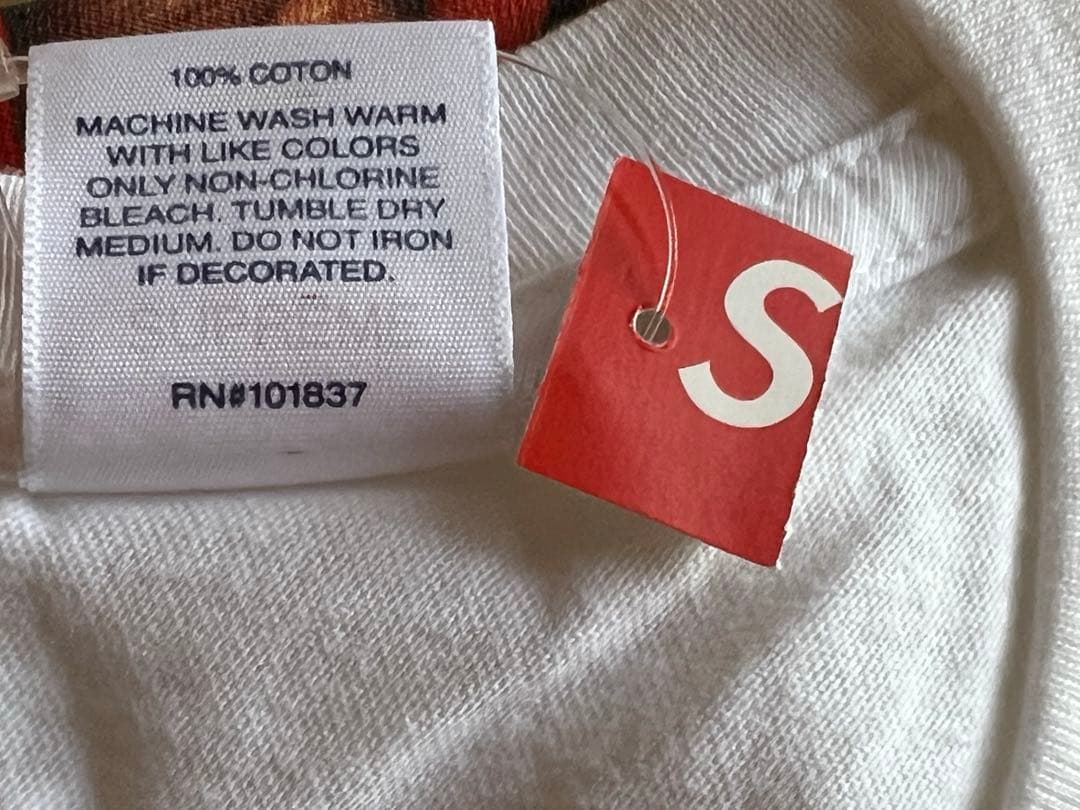 100% COTON
MACHINE WASH WARM
WITH LIKE COLORS
ONLY NON-CHLORINE
BLEACH. TUMBLE DRY
MEDIUM. DO NOT IRON
IF DECORATED.
RN#101837
S